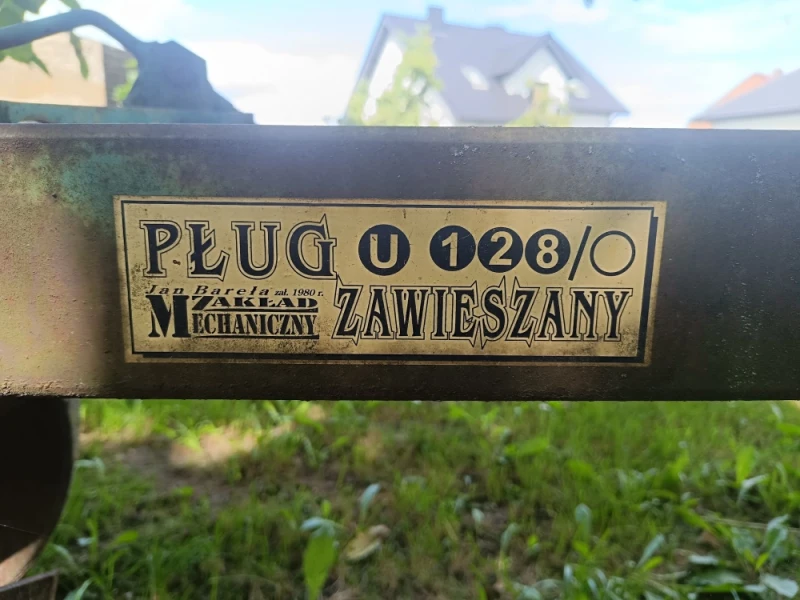 PŁUG U 128/O
Jan Bareła zał. 1980 r.
ZAKŁAD
MECHANICZNY
ZAWIESZANY